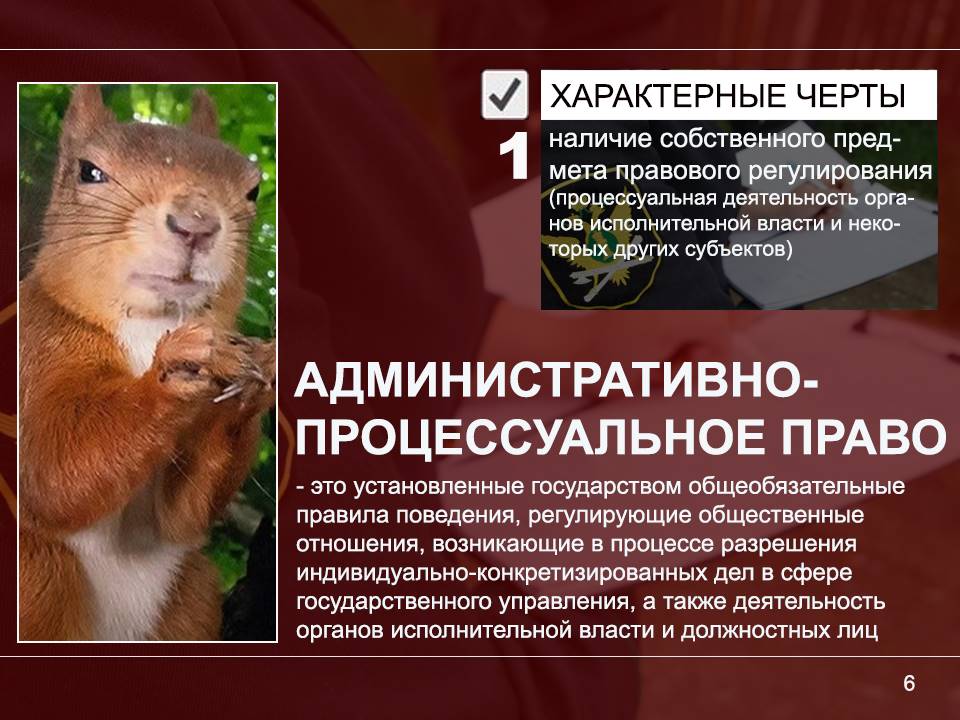 ХАРАКТЕРНЫЕ ЧЕРТЫ
1
наличие собственного пред-
мета правового регулирования
(процессуальная деятельность орга-
нов исполнительной власти и неко-
торых других субъектов)
АДМИНИСТРАТИВНО-
ПРОЦЕССУАЛЬНОЕ ПРАВО
- это установленные государством общеобязательные
правила поведения, регулирующие общественные
отношения, возникающие в процессе разрешения
индивидуально-конкретизированных дел в сфере
государственного управления, а также деятельность
органов исполнительной власти и должностных лиц
6